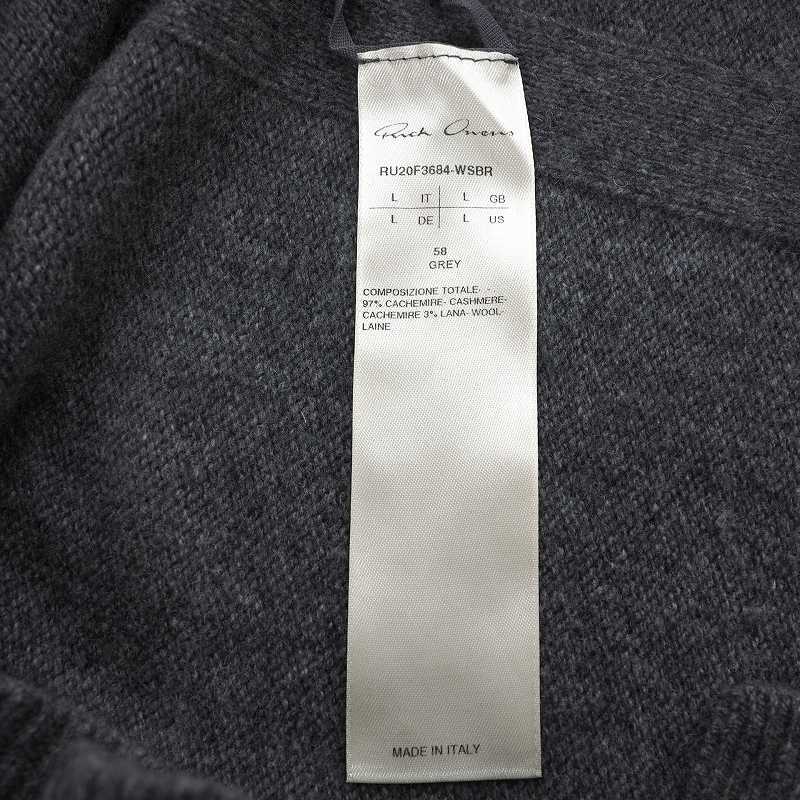 Rick Owens
RU20F3684-WSBR
L IT L GB
L DE L US
58
GREY
COMPOSIZIONE TOTALE- -
97% CACHEMIRE- CASHMERE-
CACHEMIRE 3% LANA- WOOL-
LAINE
MADE IN ITALY